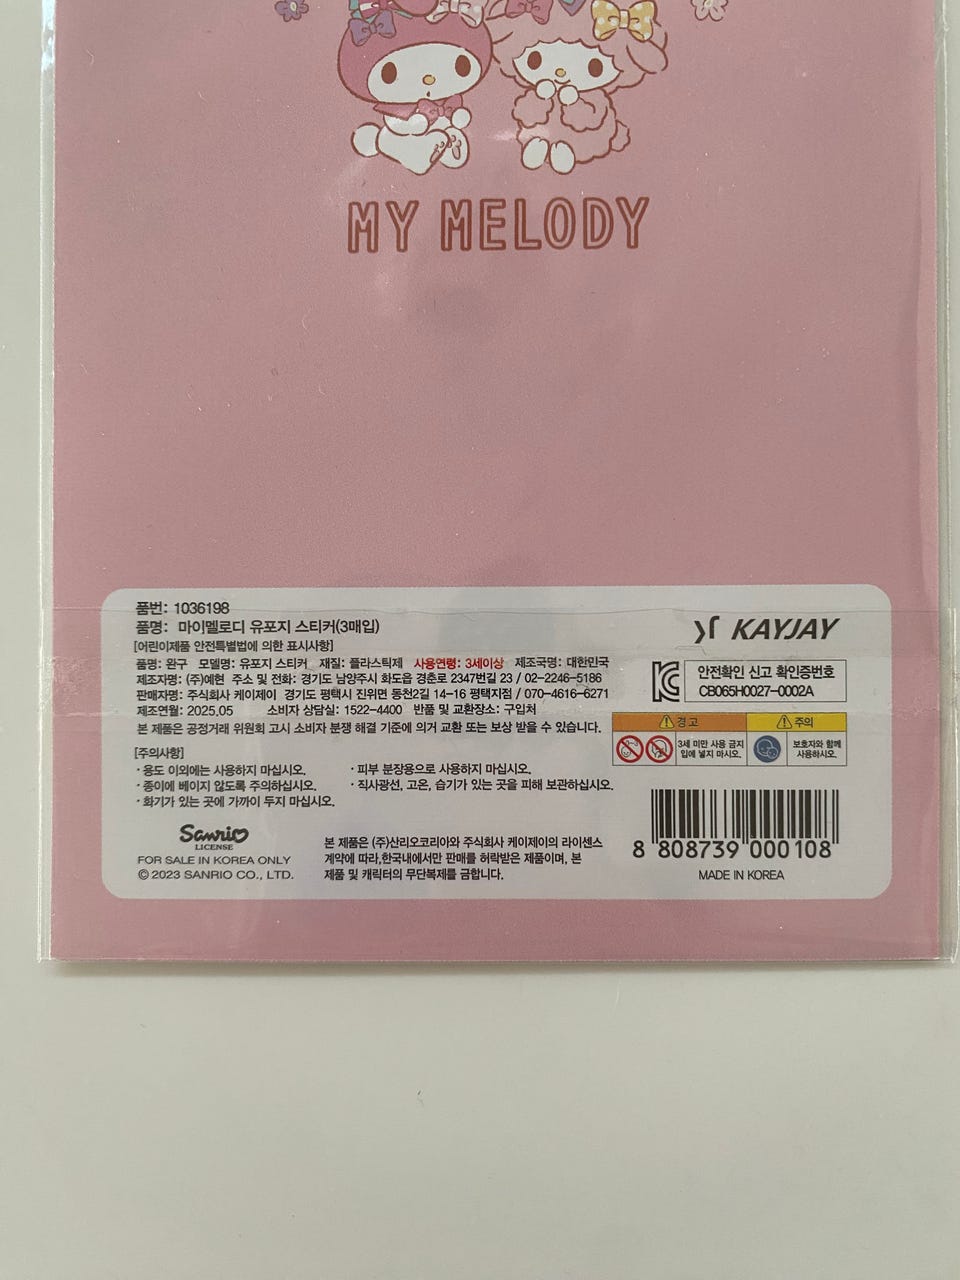 MY MELODY
품번: 1036198
품명: 마이멜로디 유포지 스티커(3매입)
[어린이제품 안전특별법에 의한 표시사항]
품명: 완구 모델명: 유포지 스티커 재질: 플라스틱제 사용연령: 3세이상 제조국명: 대한민국
제조자명: (주)예현 주소 및 전화: 경기도 남양주시 화도읍 경춘로 2347번길 23 / 02-2246-5186
판매자명: 주식회사 케이제이 경기도 평택시 진위면 동천2길 14-16 평택지점 / 070-4616-6271
제조연월: 2025.05 소비자 상담실: 1522-4400 반품 및 교환장소: 구입처
본 제품은 공정거래 위원회 고시 소비자 분쟁 해결 기준에 의거 교환 또는 보상 받을 수 있습니다.
[주의사항]
· 용도 이외에는 사용하지 마십시오.
· 종이에 베이지 않도록 주의하십시오.
· 화기가 있는 곳에 가까이 두지 마십시오.
· 피부 분장용으로 사용하지 마십시오.
· 직사광선, 고온, 습기가 있는 곳을 피해 보관하십시오.
KAYJAY
안전확인 신고 확인증번호
CB065H0027-0002A
경고
3세 미만 사용 금지
입에 넣지 마시오.
주의
보호자와 함께
사용하시오.
Sanrio
LICENSE
FOR SALE IN KOREA ONLY
© 2023 SANRIO CO., LTD.
본 제품은 (주)산리오코리아와 주식회사 케이제이의 라이센스
계약에 따라,한국내에서만 판매를 허락받은 제품이며, 본
제품 및 캐릭터의 무단복제를 금합니다.
8 808739 000108
MADE IN KOREA